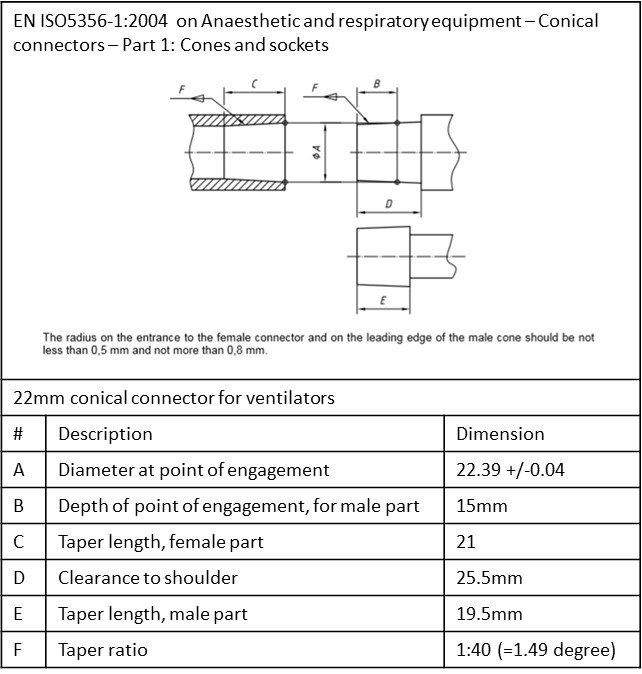 EN ISO5356-1:2004 on Anaesthetic and respiratory equipment – Conical
connectors – Part 1: Cones and sockets
F C F B
ΦA
D
E
The radius on the entrance to the female connector and on the leading edge of the male cone should be not
less than 0,5 mm and not more than 0,8 mm.
22mm conical connector for ventilators
# Description Dimension
A Diameter at point of engagement 22.39 +/-0.04
B Depth of point of engagement, for male part 15mm
C Taper length, female part 21
D Clearance to shoulder 25.5mm
E Taper length, male part 19.5mm
F Taper ratio 1:40 (=1.49 degree)